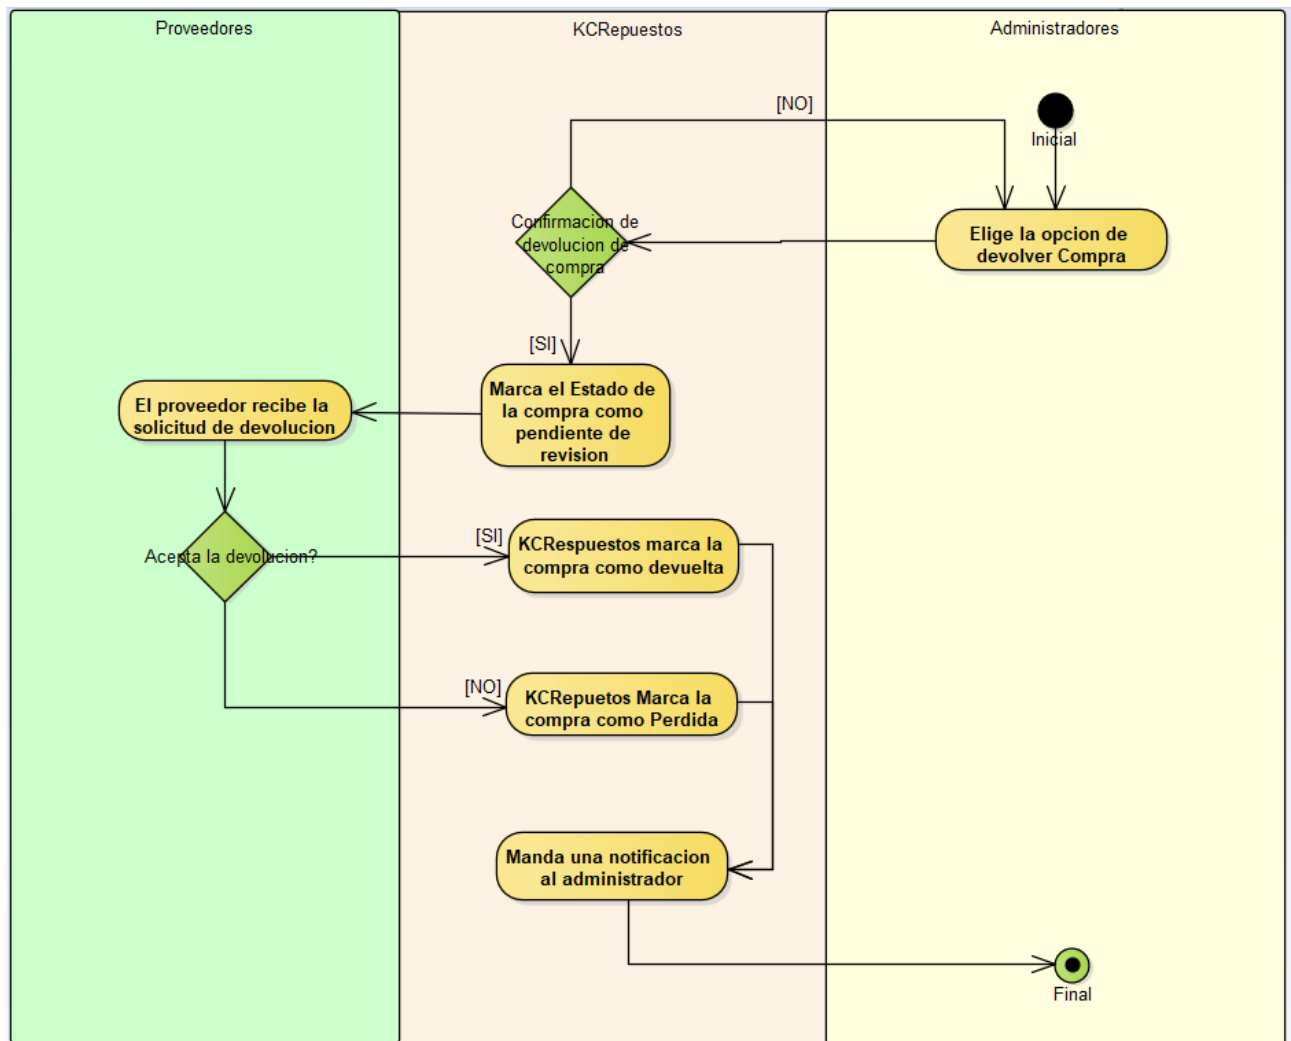 Proveedores
KCRepuestos
Administradores
[NO]
Inicial
Confirmacion de
devolucion de
compra
Elige la opcion de
devolver Compra
[SI]
Marca el Estado de
la compra como
pendiente de
revision
El proveedor recibe la
solicitud de devolucion
Acepta la devolucion?
[SI]
KCRespuestos marca la
compra como devuelta
[NO]
KCRepuetos Marca la
compra como Perdida
Manda una notificacion
al administrador
Final